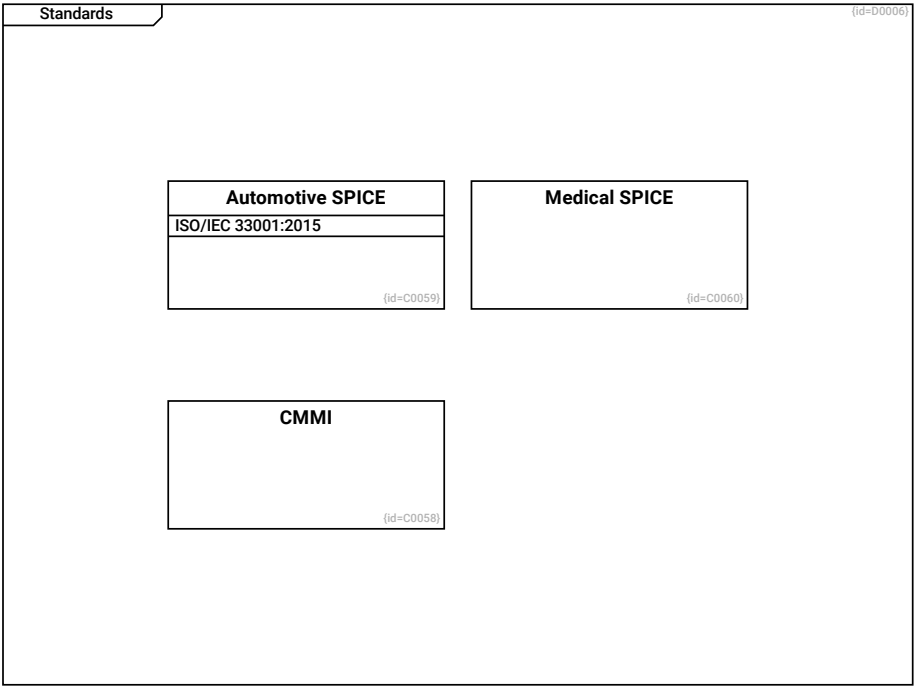 Standards
{id=D0006}
Automotive SPICE
ISO/IEC 33001:2015
{id=C0059}
Medical SPICE
{id=C0060}
CMMI
{id=C0058}